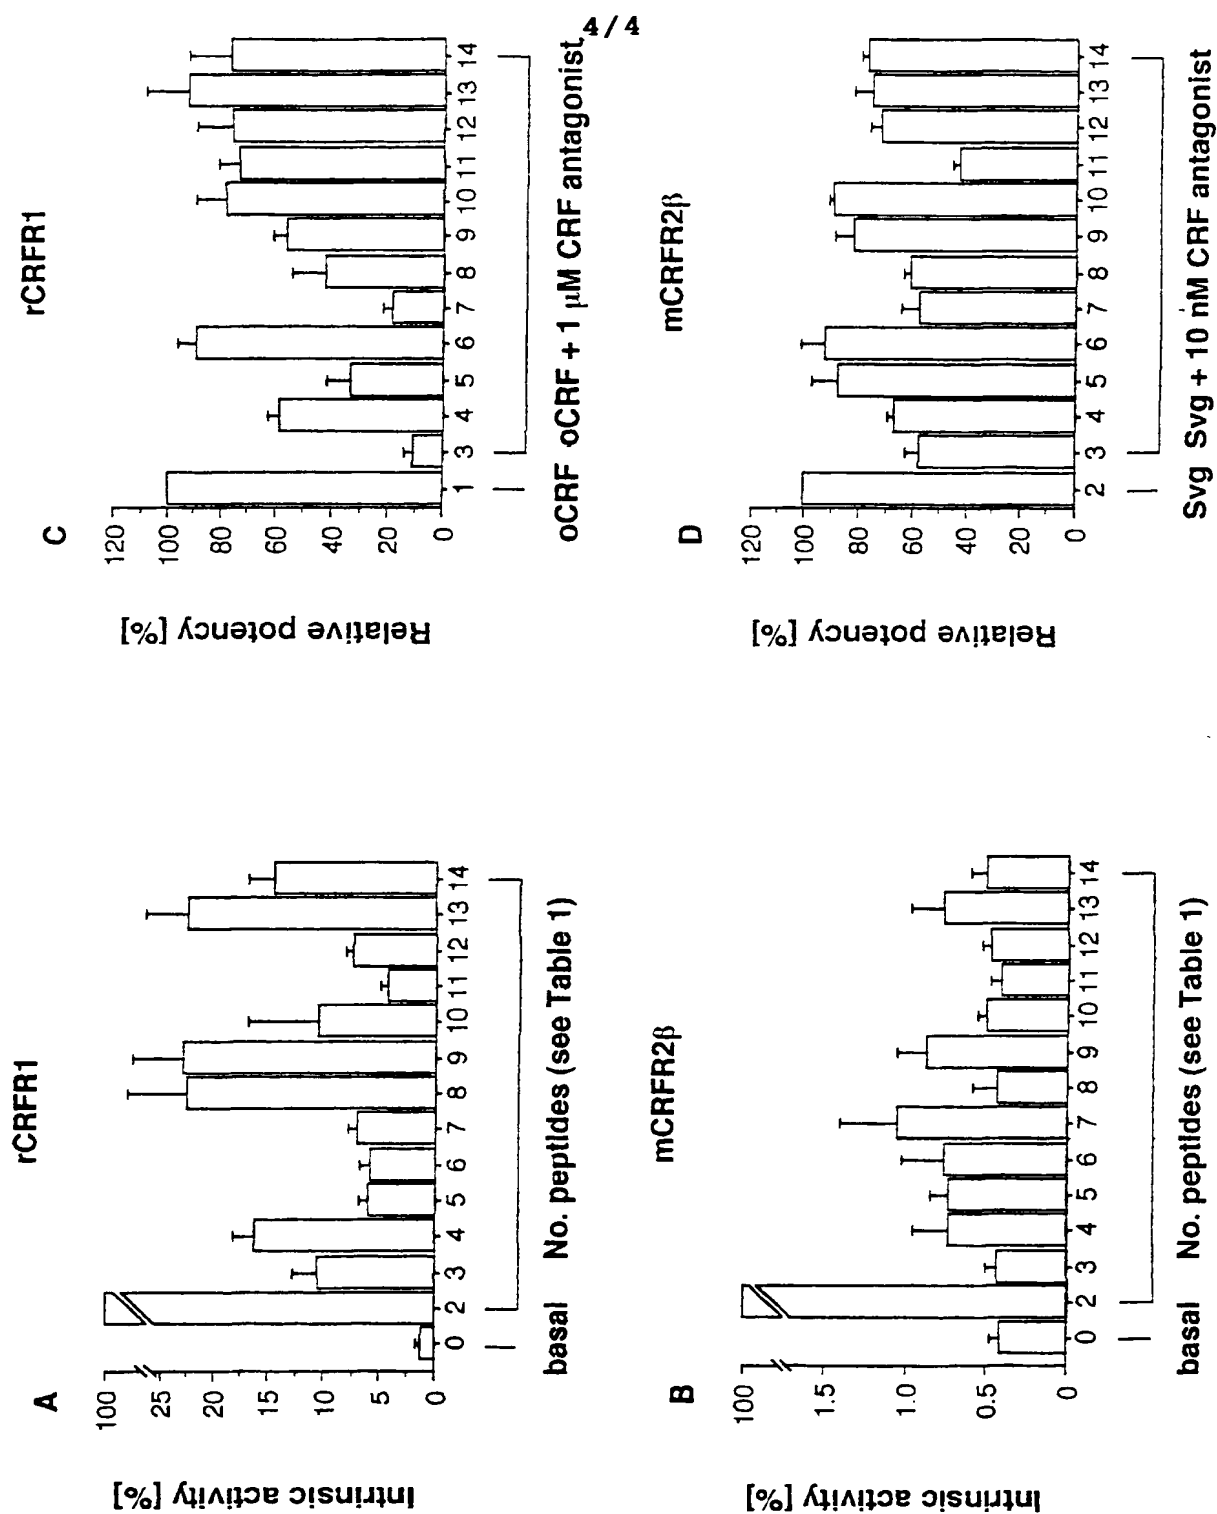 4/4
A
rCRFR1
Intrinsic activity [%]
100
25
20
15
10
5
0
0 2 3 4 5 6 7 8 9 10 11 12 13 14
basal No. peptides (see Table 1)
B
mCRFR2β
Intrinsic activity [%]
100
1.5
1.0
0.5
0
0 2 3 4 5 6 7 8 9 10 11 12 13 14
basal No. peptides (see Table 1)
C
rCRFR1
Relative potency [%]
120
100
80
60
40
20
0
1 3 4 5 6 7 8 9 10 11 12 13 14
oCRF oCRF + 1 μM CRF antagonist
D
mCRFR2β
Relative potency [%]
100
80
60
40
20
0
2 3 4 5 6 7 8 9 10 11 12 13 14
Svg Svg + 10 nM CRF antagonist